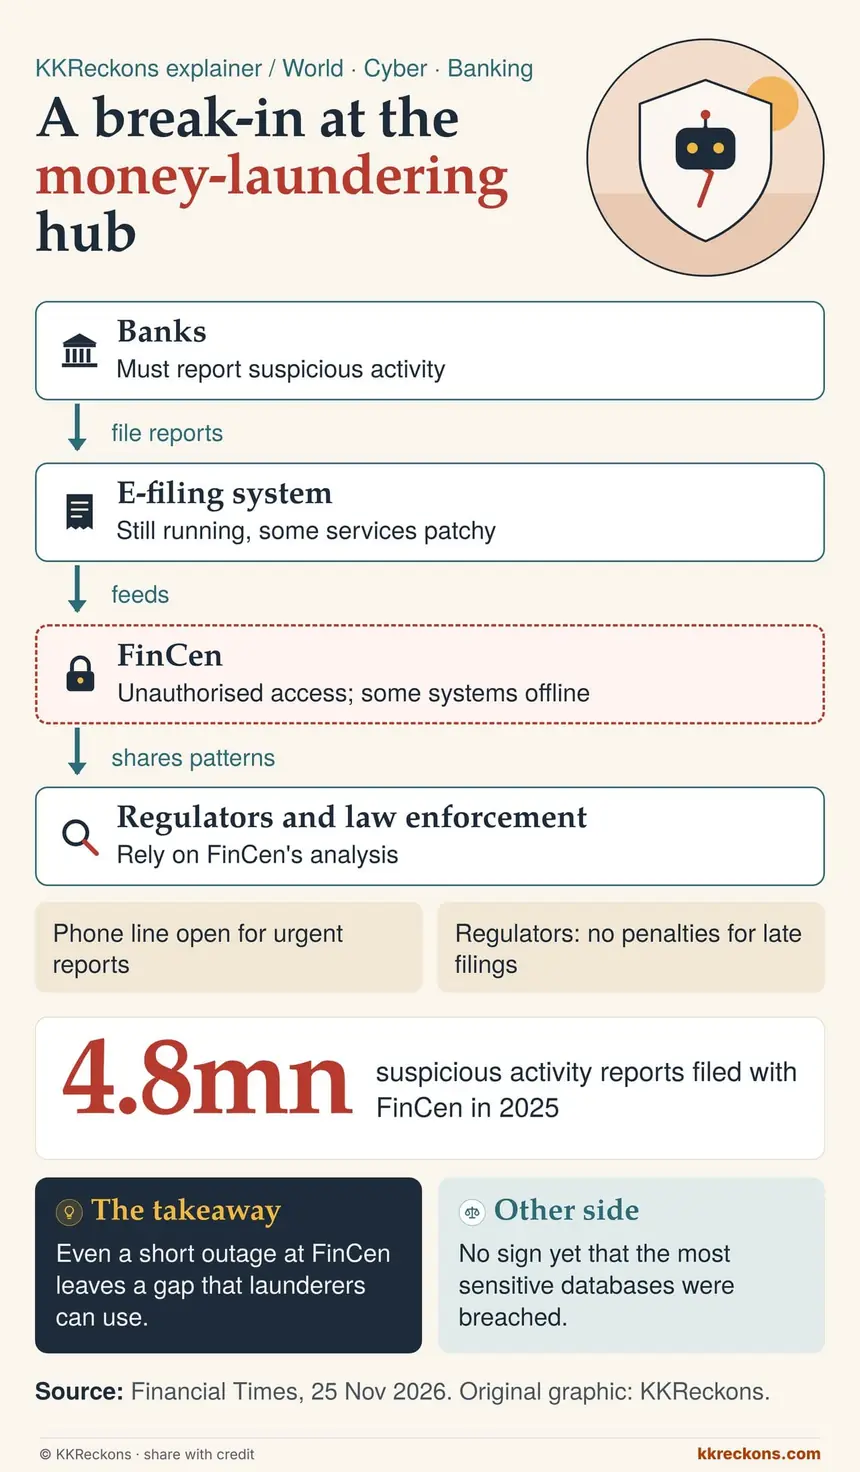 KKReckons explainer / World · Cyber · Banking
A break-in at the
money-laundering
hub
Banks
Must report suspicious activity
file reports
E-filing system
Still running, some services patchy
feeds
FinCen
Unauthorised access; some systems offline
shares patterns
Regulators and law enforcement
Rely on FinCen's analysis
Phone line open for urgent
reports
Regulators: no penalties for late
filings
4.8mn
suspicious activity reports filed with
FinCen in 2025
The takeaway
Even a short outage at FinCen
leaves a gap that launderers
can use.
Other side
No sign yet that the most
sensitive databases were
breached.
Source: Financial Times, 25 Nov 2026. Original graphic: KKReckons.
© KKReckons · share with credit
kkreckons.com